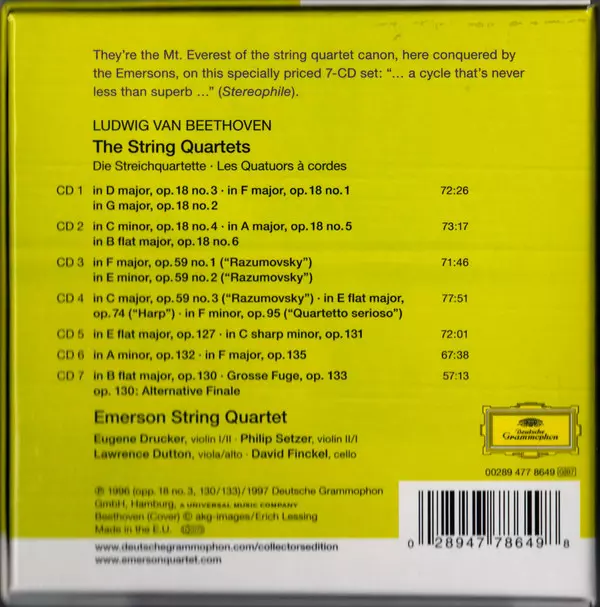 They're the Mt. Everest of the string quartet canon, here conquered by
the Emersons, on this specially priced 7-CD set: “… a cycle that's never
less than superb …” (Stereophile).
LUDWIG VAN BEETHOVEN
The String Quartets
Die Streichquartette · Les Quatuors à cordes
CD 1 in D major, op. 18 no. 3 · in F major, op. 18 no. 1 72:26
in G major, op. 18 no. 2
CD 2 in C minor, op. 18 no. 4 · in A major, op. 18 no. 5 73:17
in B flat major, op. 18 no. 6
CD 3 in F major, op. 59 no. 1 (“Razumovsky”) 71:46
in E minor, op. 59 no. 2 (“Razumovsky”)
CD 4 in C major, op. 59 no. 3 (“Razumovsky”) · in E flat major, 77:51
op. 74 (“Harp”) · in F minor, op. 95 (“Quartetto serioso”)
CD 5 in E flat major, op. 127 · in C sharp minor, op. 131 72:01
CD 6 in A minor, op. 132 · in F major, op. 135 67:38
CD 7 in B flat major, op. 130 · Grosse Fuge, op. 133 57:13
op. 130: Alternative Finale
Emerson String Quartet
Eugene Drucker, violin I/II · Philip Setzer, violin II/I
Lawrence Dutton, viola/alto · David Finckel, cello
Deutsche
Grammophon
00289 477 8649 GB7
℗ 1996 (opp. 18 no. 3, 130/133)/1997 Deutsche Grammophon
GmbH, Hamburg, A UNIVERSAL MUSIC COMPANY
Beethoven (Cover) © akg-images/Erich Lessing
Made in the E.U.
www.deutschegrammophon.com/collectorsedition
www.emersonquartet.com
0 28947 78649 8